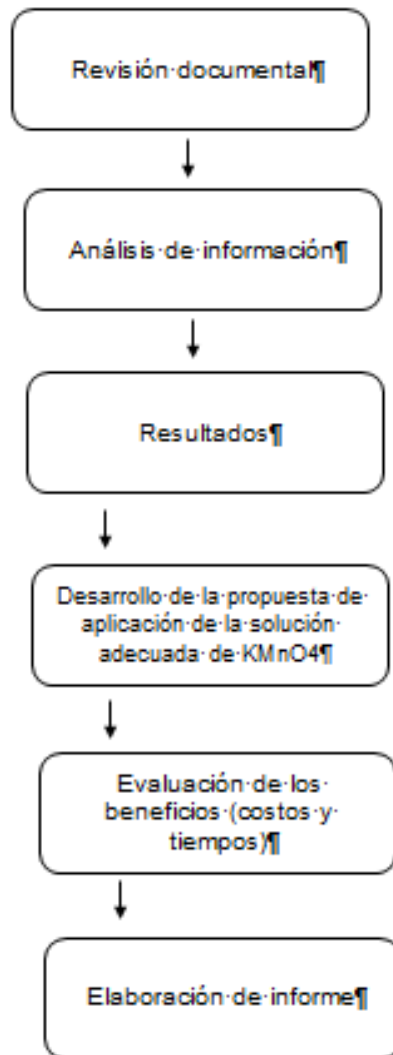 Revisión·documental¶
Análisis·de·información¶
Resultados¶
Desarrollo·de·la·propuesta·de·
aplicación·de·la·solución·
adecuada·de·KMnO4¶
Evaluación·de·los·
beneficios·(costos·y·
tiempos)¶
Elaboración·de·informe¶